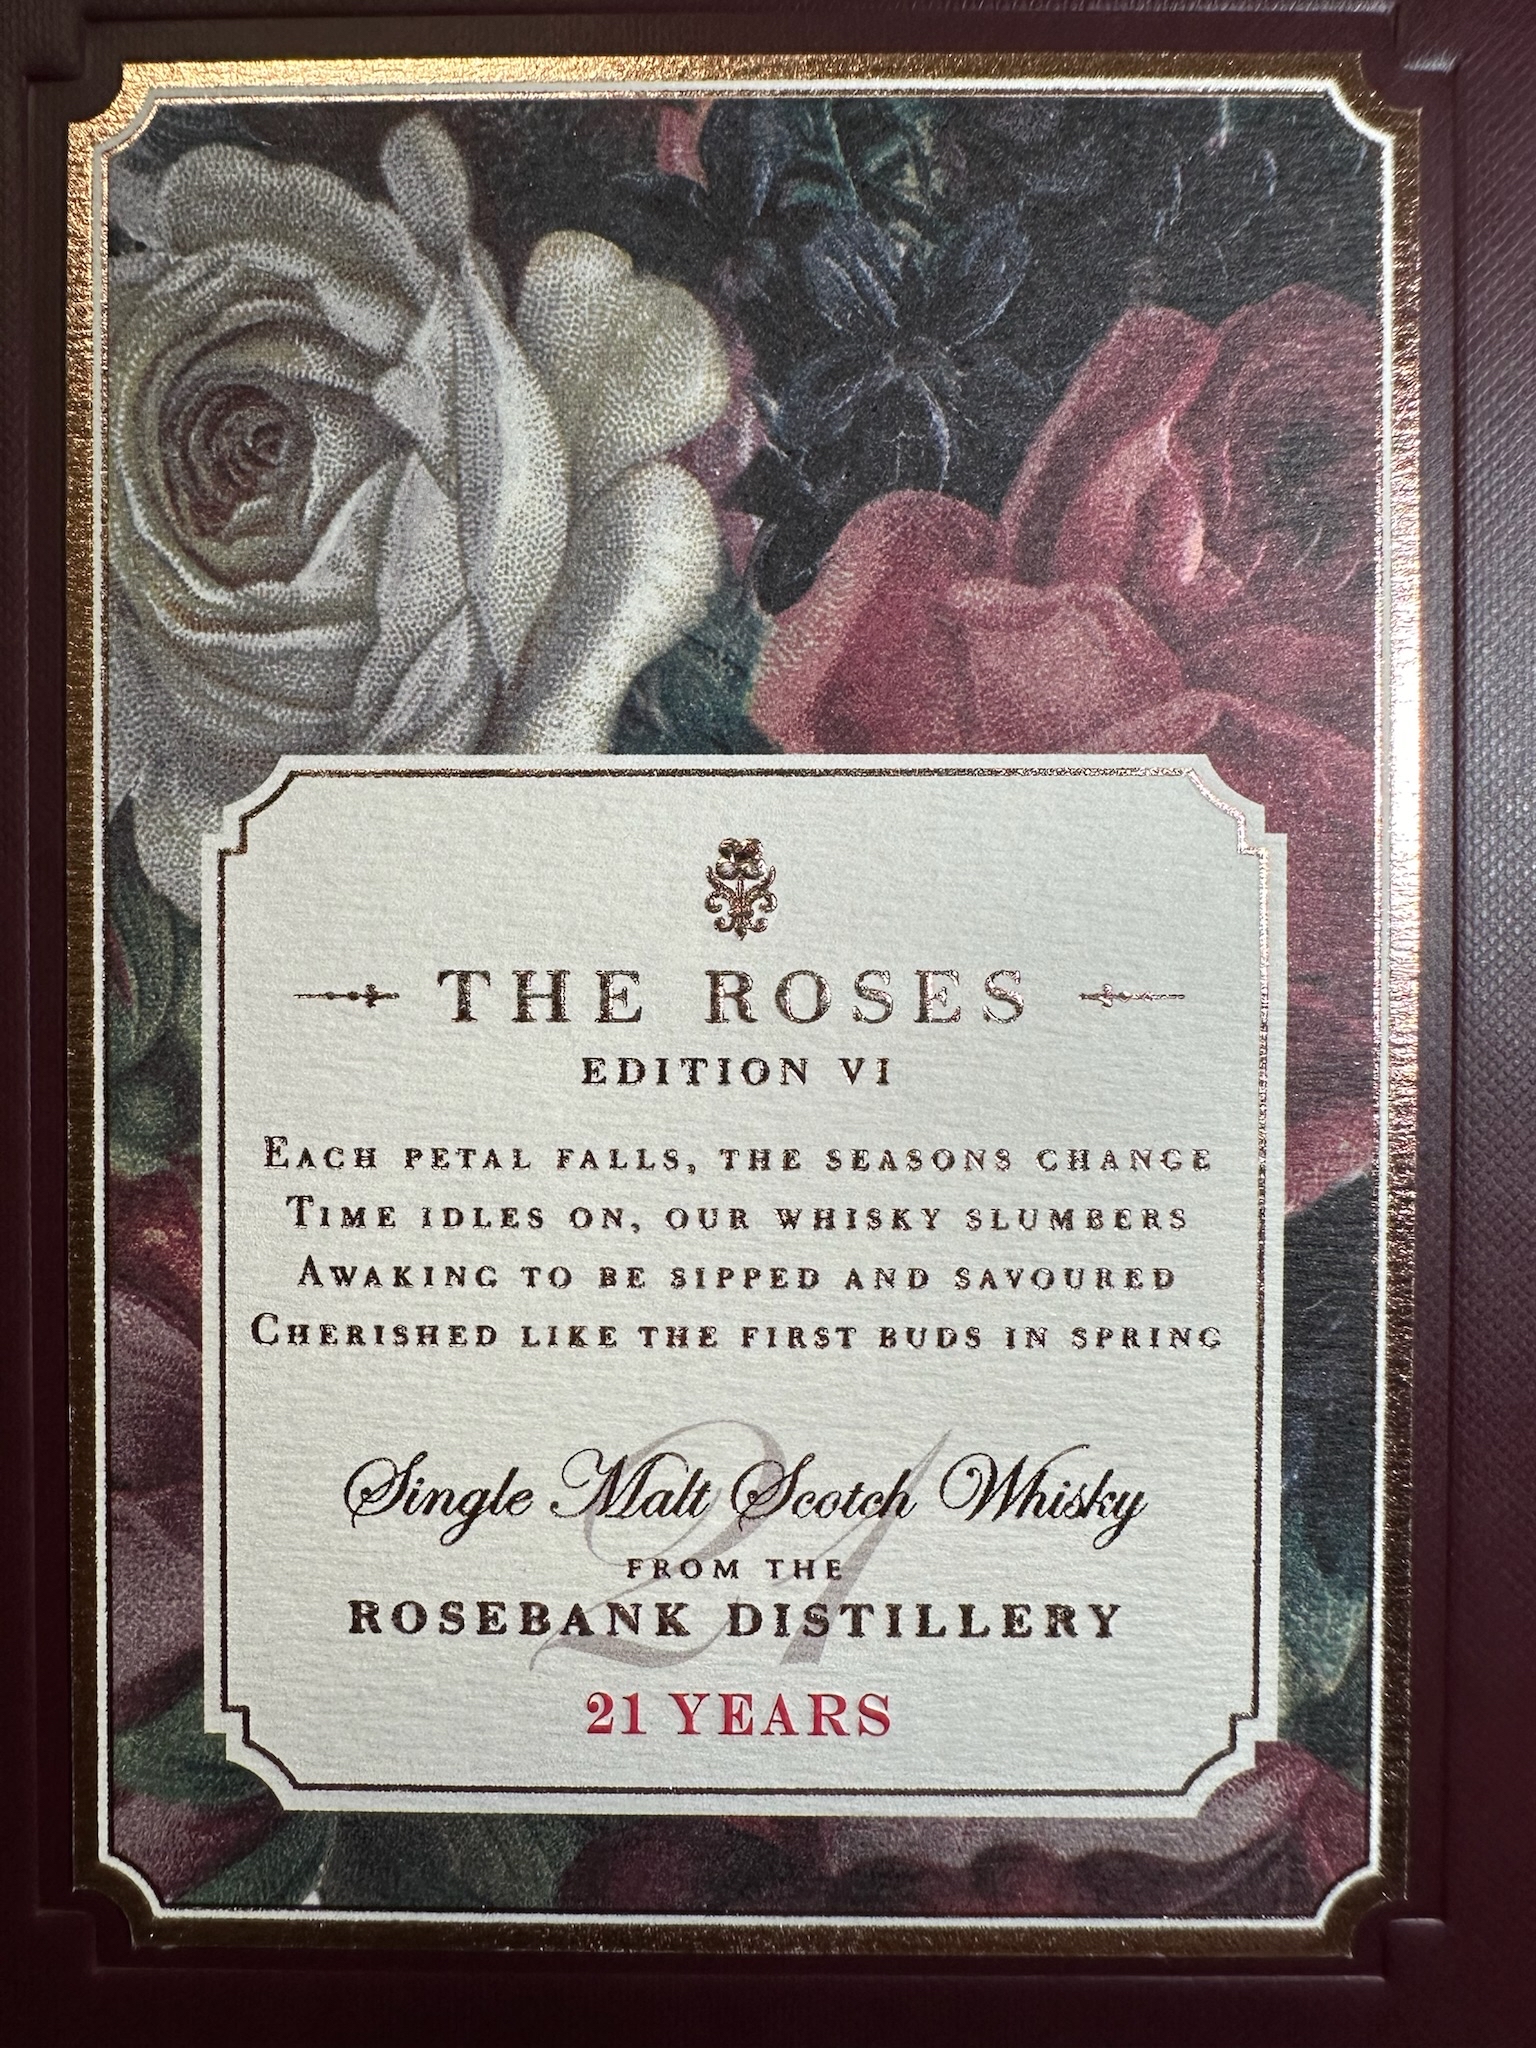 THE ROSES
EDITION VI
EACH PETAL FALLS, THE SEASONS CHANGE
TIME IDLES ON, OUR WHISKY SLUMBERS
AWAKING TO BE SIPPED AND SAVOURED
CHERISHED LIKE THE FIRST BUDS IN SPRING
21
Single Malt Scotch Whisky
FROM THE
ROSEBANK DISTILLERY
21 YEARS